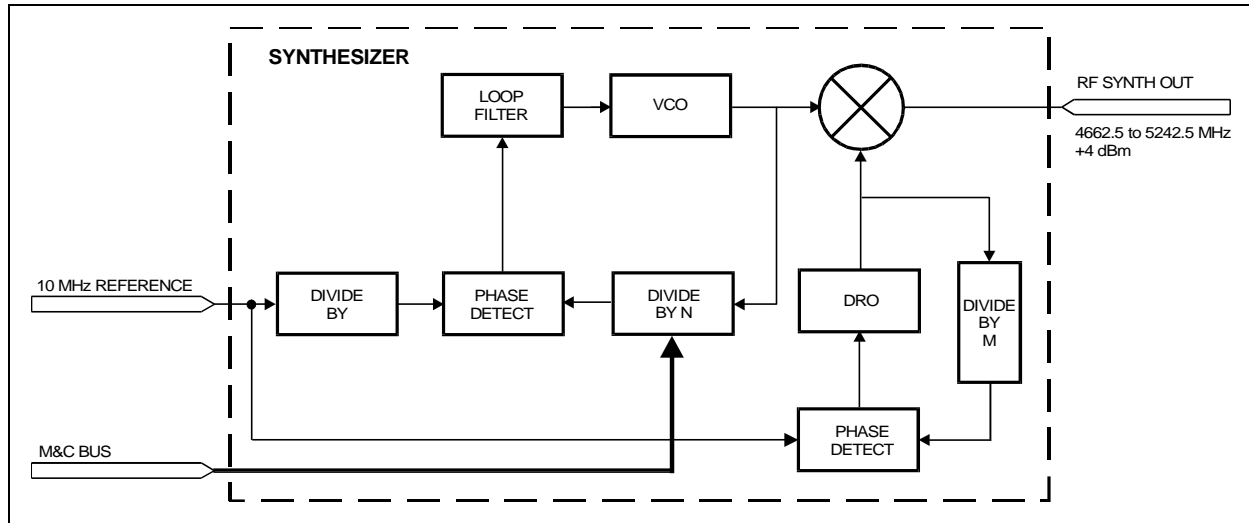 SYNTHESIZER
LOOP
FILTER
VCO
RF SYNTH OUT
4662.5 to 5242.5 MHz
+4 dBm
10 MHz REFERENCE
DIVIDE
BY
PHASE
DETECT
DIVIDE
BY N
DRO
DIVIDE
BY
M
PHASE
DETECT
M&C BUS